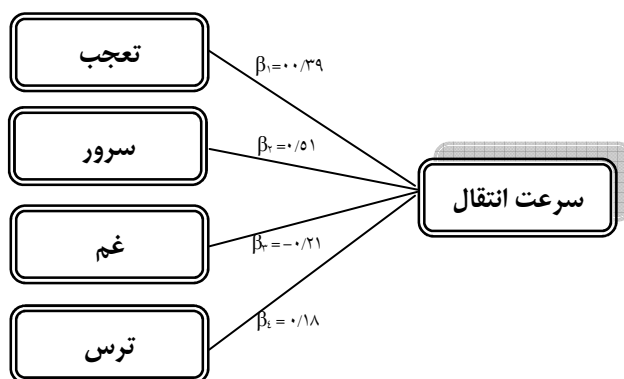 تعجب
β₁=۰۰/۳۹
سرور
β₂=۰/۵۱
سرعت انتقال
غم
β₃=-۰/۲۱
ترس
β₄=۰/۱۸